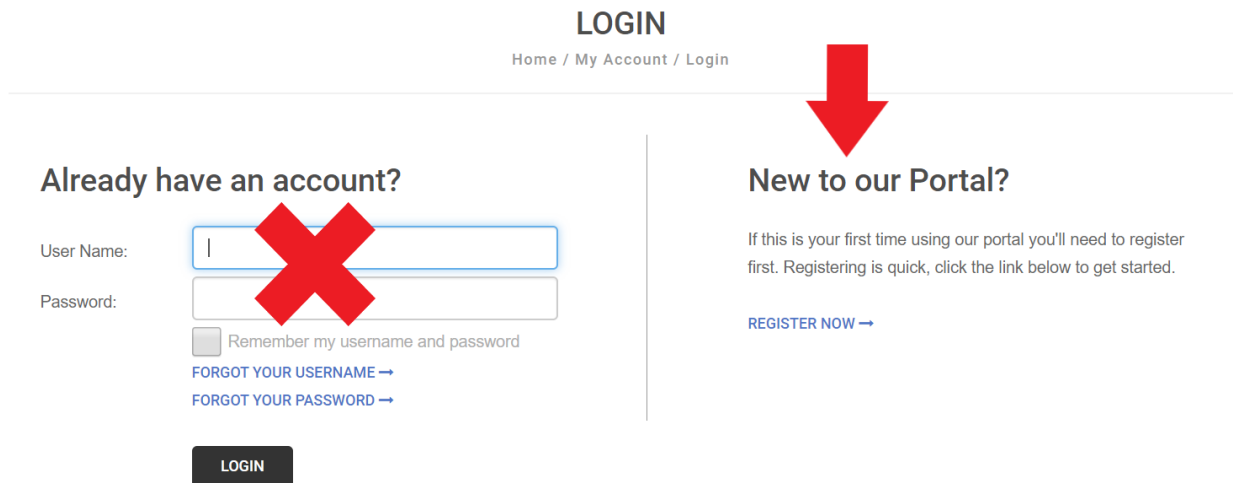 LOGIN
Home / My Account / Login
Already have an account?
User Name:
Password:
Remember my username and password
FORGOT YOUR USERNAME →
FORGOT YOUR PASSWORD →
LOGIN
New to our Portal?
If this is your first time using our portal you'll need to register
first. Registering is quick, click the link below to get started.
REGISTER NOW →